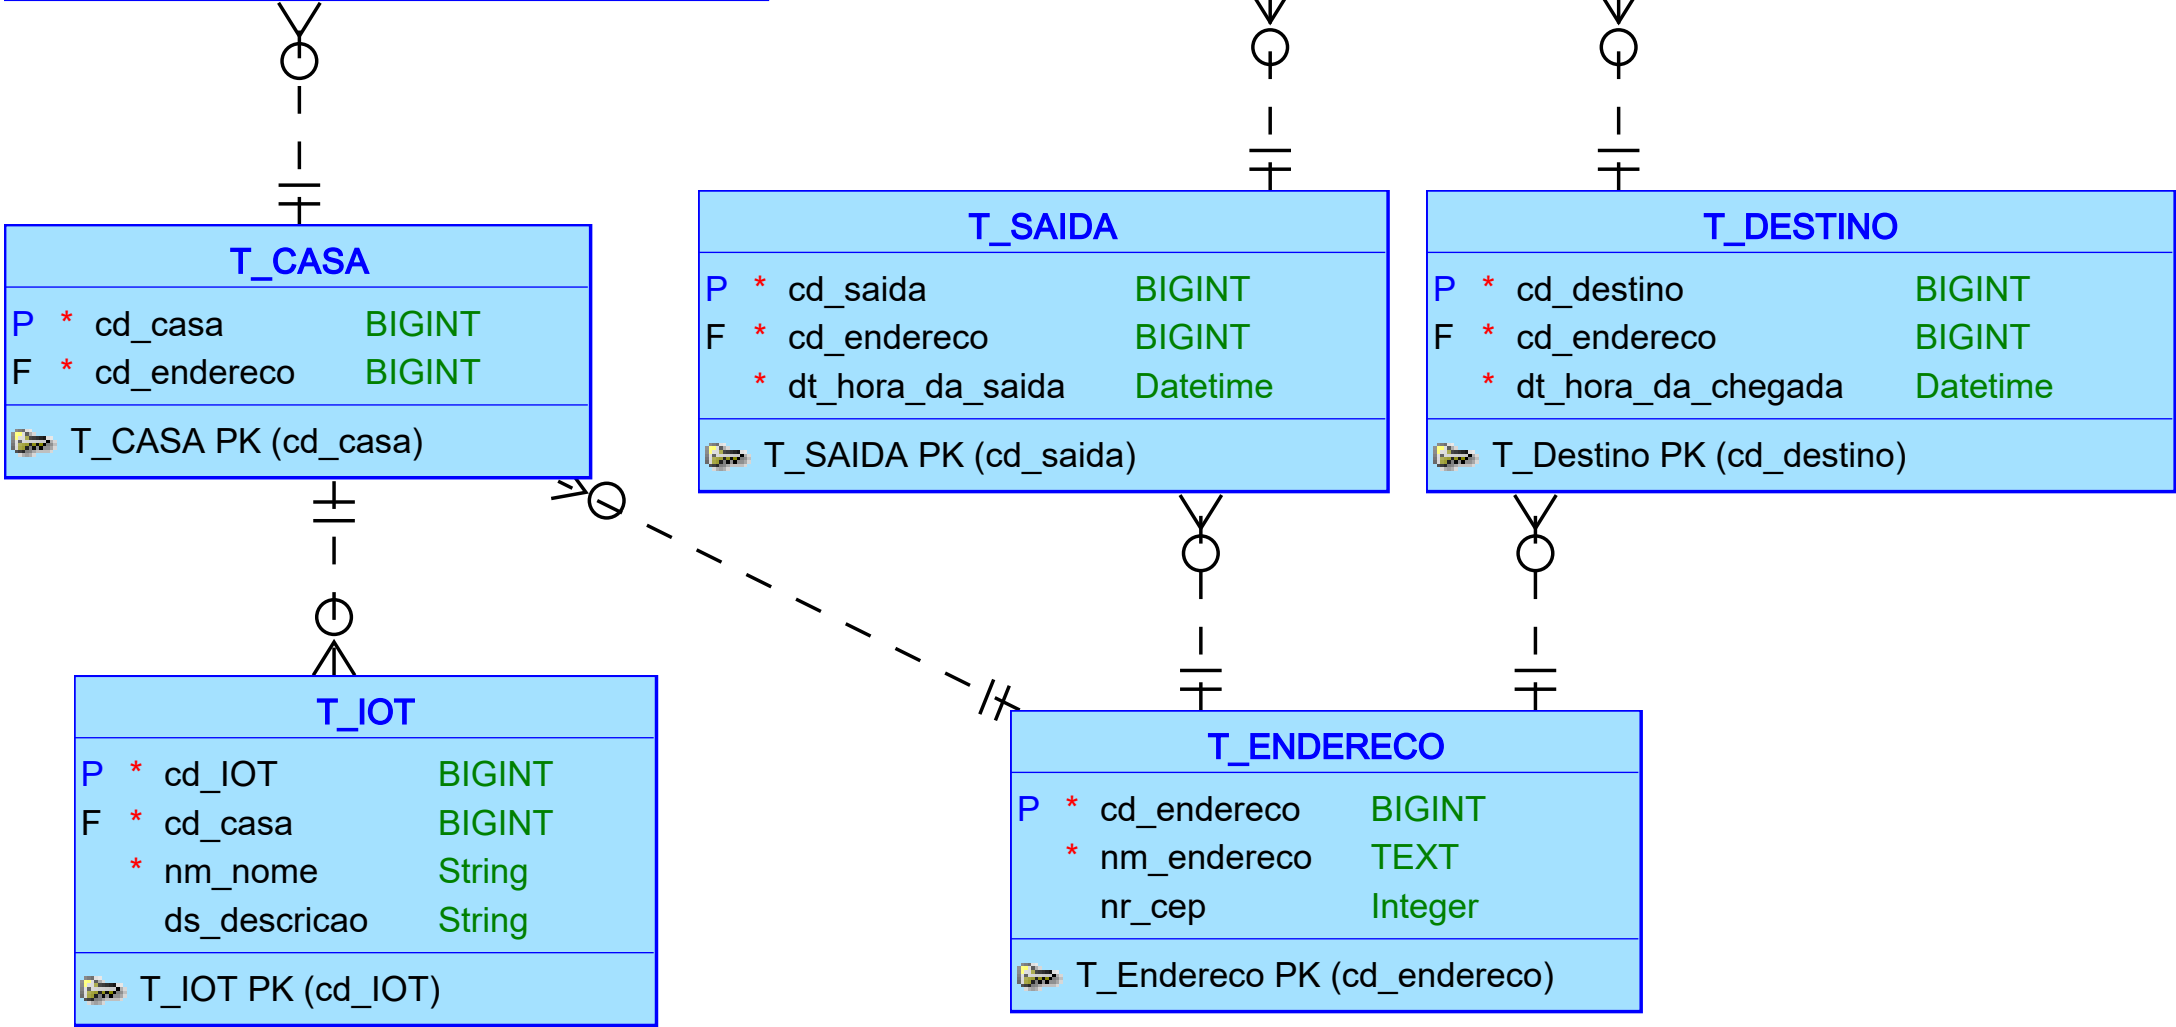 T_CASA
P * cd_casa BIGINT
F * cd_endereco BIGINT
T_CASA PK (cd_casa)
T_SAIDA
P * cd_saida BIGINT
F * cd_endereco BIGINT
* dt_hora_da_saida Datetime
T_SAIDA PK (cd_saida)
T_DESTINO
P * cd_destino BIGINT
F * cd_endereco BIGINT
* dt_hora_da_chegada Datetime
T_Destino PK (cd_destino)
T_IOT
P * cd_IOT BIGINT
F * cd_casa BIGINT
* nm_nome String
ds_descricao String
T_IOT PK (cd_IOT)
T_ENDERECO
P * cd_endereco BIGINT
* nm_endereco TEXT
nr_cep Integer
T_Endereco PK (cd_endereco)